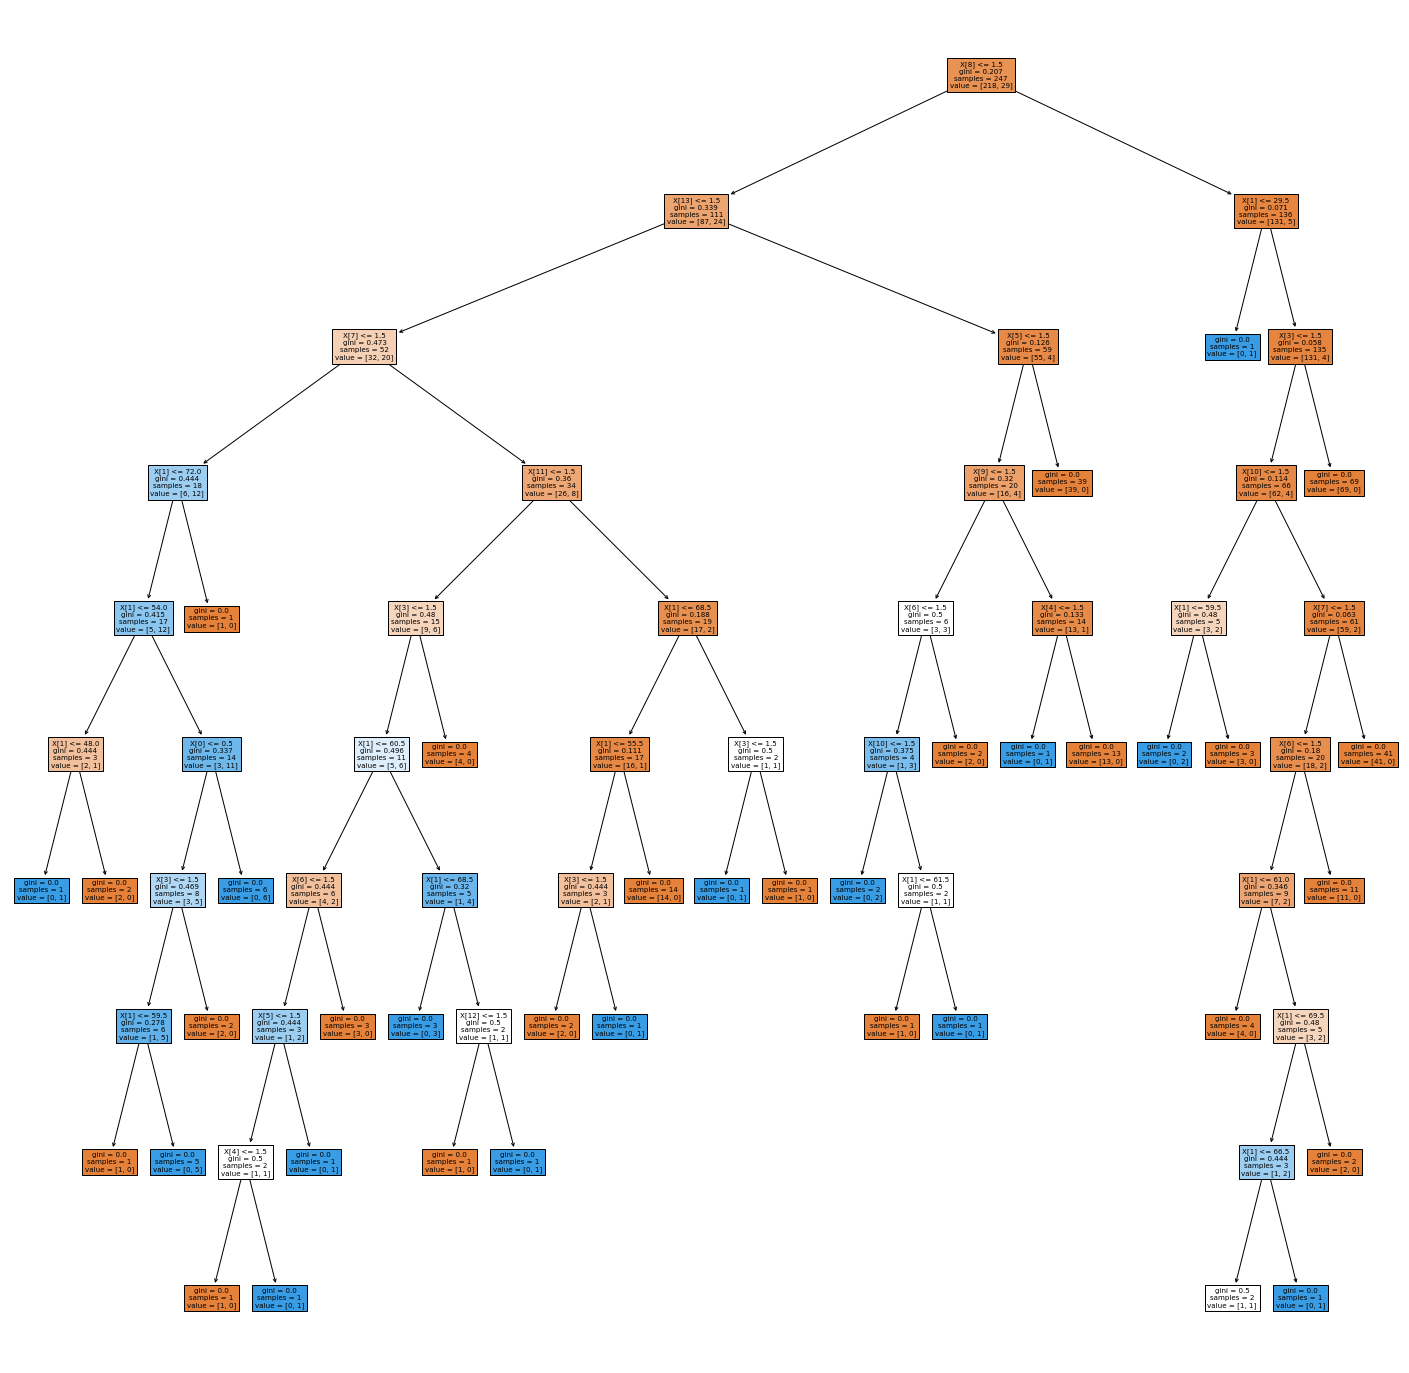 X[8] <= 1.5
gini = 0.207
samples = 247
value = [218, 29]
X[13] <= 1.5
gini = 0.339
samples = 111
value = [87, 24]
X[1] <= 29.5
gini = 0.071
samples = 136
value = [131, 5]
X[7] <= 1.5
gini = 0.473
samples = 52
value = [32, 20]
X[5] <= 1.5
gini = 0.126
samples = 59
value = [55, 4]
gini = 0.0
samples = 1
value = [0, 1]
X[3] <= 1.5
gini = 0.058
samples = 135
value = [131, 4]
X[1] <= 72.0
gini = 0.444
samples = 18
value = [6, 12]
X[11] <= 1.5
gini = 0.36
samples = 34
value = [26, 8]
X[9] <= 1.5
gini = 0.32
samples = 20
value = [16, 4]
gini = 0.0
samples = 39
value = [39, 0]
X[10] <= 1.5
gini = 0.114
samples = 66
value = [62, 4]
gini = 0.0
samples = 69
value = [69, 0]
X[1] <= 54.0
gini = 0.415
samples = 17
value = [5, 12]
gini = 0.0
samples = 1
value = [1, 0]
X[3] <= 1.5
gini = 0.48
samples = 15
value = [9, 6]
X[1] <= 68.5
gini = 0.188
samples = 19
value = [17, 2]
X[6] <= 1.5
gini = 0.5
samples = 6
value = [3, 3]
X[4] <= 1.5
gini = 0.133
samples = 14
value = [13, 1]
X[1] <= 59.5
gini = 0.48
samples = 5
value = [3, 2]
X[7] <= 1.5
gini = 0.063
samples = 61
value = [59, 2]
X[1] <= 48.0
gini = 0.444
samples = 3
value = [2, 1]
X[0] <= 0.5
gini = 0.337
samples = 14
value = [3, 11]
X[1] <= 60.5
gini = 0.496
samples = 11
value = [5, 6]
gini = 0.0
samples = 4
value = [4, 0]
X[1] <= 55.5
gini = 0.111
samples = 17
value = [16, 1]
X[3] <= 1.5
gini = 0.5
samples = 2
value = [1, 1]
X[10] <= 1.5
gini = 0.375
samples = 4
value = [1, 3]
gini = 0.0
samples = 2
value = [2, 0]
gini = 0.0
samples = 1
value = [0, 1]
gini = 0.0
samples = 13
value = [13, 0]
gini = 0.0
samples = 2
value = [0, 2]
gini = 0.0
samples = 3
value = [3, 0]
X[6] <= 1.5
gini = 0.18
samples = 20
value = [18, 2]
gini = 0.0
samples = 41
value = [41, 0]
gini = 0.0
samples = 1
value = [0, 1]
gini = 0.0
samples = 2
value = [2, 0]
X[3] <= 1.5
gini = 0.469
samples = 8
value = [3, 5]
gini = 0.0
samples = 6
value = [0, 6]
X[6] <= 1.5
gini = 0.444
samples = 6
value = [4, 2]
X[1] <= 68.5
gini = 0.32
samples = 5
value = [1, 4]
X[3] <= 1.5
gini = 0.444
samples = 3
value = [2, 1]
gini = 0.0
samples = 14
value = [14, 0]
gini = 0.0
samples = 1
value = [0, 1]
gini = 0.0
samples = 1
value = [1, 0]
gini = 0.0
samples = 2
value = [0, 2]
X[1] <= 61.5
gini = 0.5
samples = 2
value = [1, 1]
X[1] <= 61.0
gini = 0.346
samples = 9
value = [7, 2]
gini = 0.0
samples = 11
value = [11, 0]
X[1] <= 59.5
gini = 0.278
samples = 6
value = [1, 5]
gini = 0.0
samples = 2
value = [2, 0]
X[5] <= 1.5
gini = 0.444
samples = 3
value = [1, 2]
gini = 0.0
samples = 3
value = [3, 0]
gini = 0.0
samples = 3
value = [0, 3]
X[12] <= 1.5
gini = 0.5
samples = 2
value = [1, 1]
gini = 0.0
samples = 2
value = [2, 0]
gini = 0.0
samples = 1
value = [0, 1]
gini = 0.0
samples = 1
value = [1, 0]
gini = 0.0
samples = 1
value = [0, 1]
gini = 0.0
samples = 4
value = [4, 0]
X[1] <= 69.5
gini = 0.48
samples = 5
value = [3, 2]
gini = 0.0
samples = 1
value = [1, 0]
gini = 0.0
samples = 5
value = [0, 5]
X[4] <= 1.5
gini = 0.5
samples = 2
value = [1, 1]
gini = 0.0
samples = 1
value = [0, 1]
gini = 0.0
samples = 1
value = [1, 0]
gini = 0.0
samples = 1
value = [0, 1]
X[1] <= 66.5
gini = 0.444
samples = 3
value = [1, 2]
gini = 0.0
samples = 2
value = [2, 0]
gini = 0.0
samples = 1
value = [1, 0]
gini = 0.0
samples = 1
value = [0, 1]
gini = 0.5
samples = 2
value = [1, 1]
gini = 0.0
samples = 1
value = [0, 1]